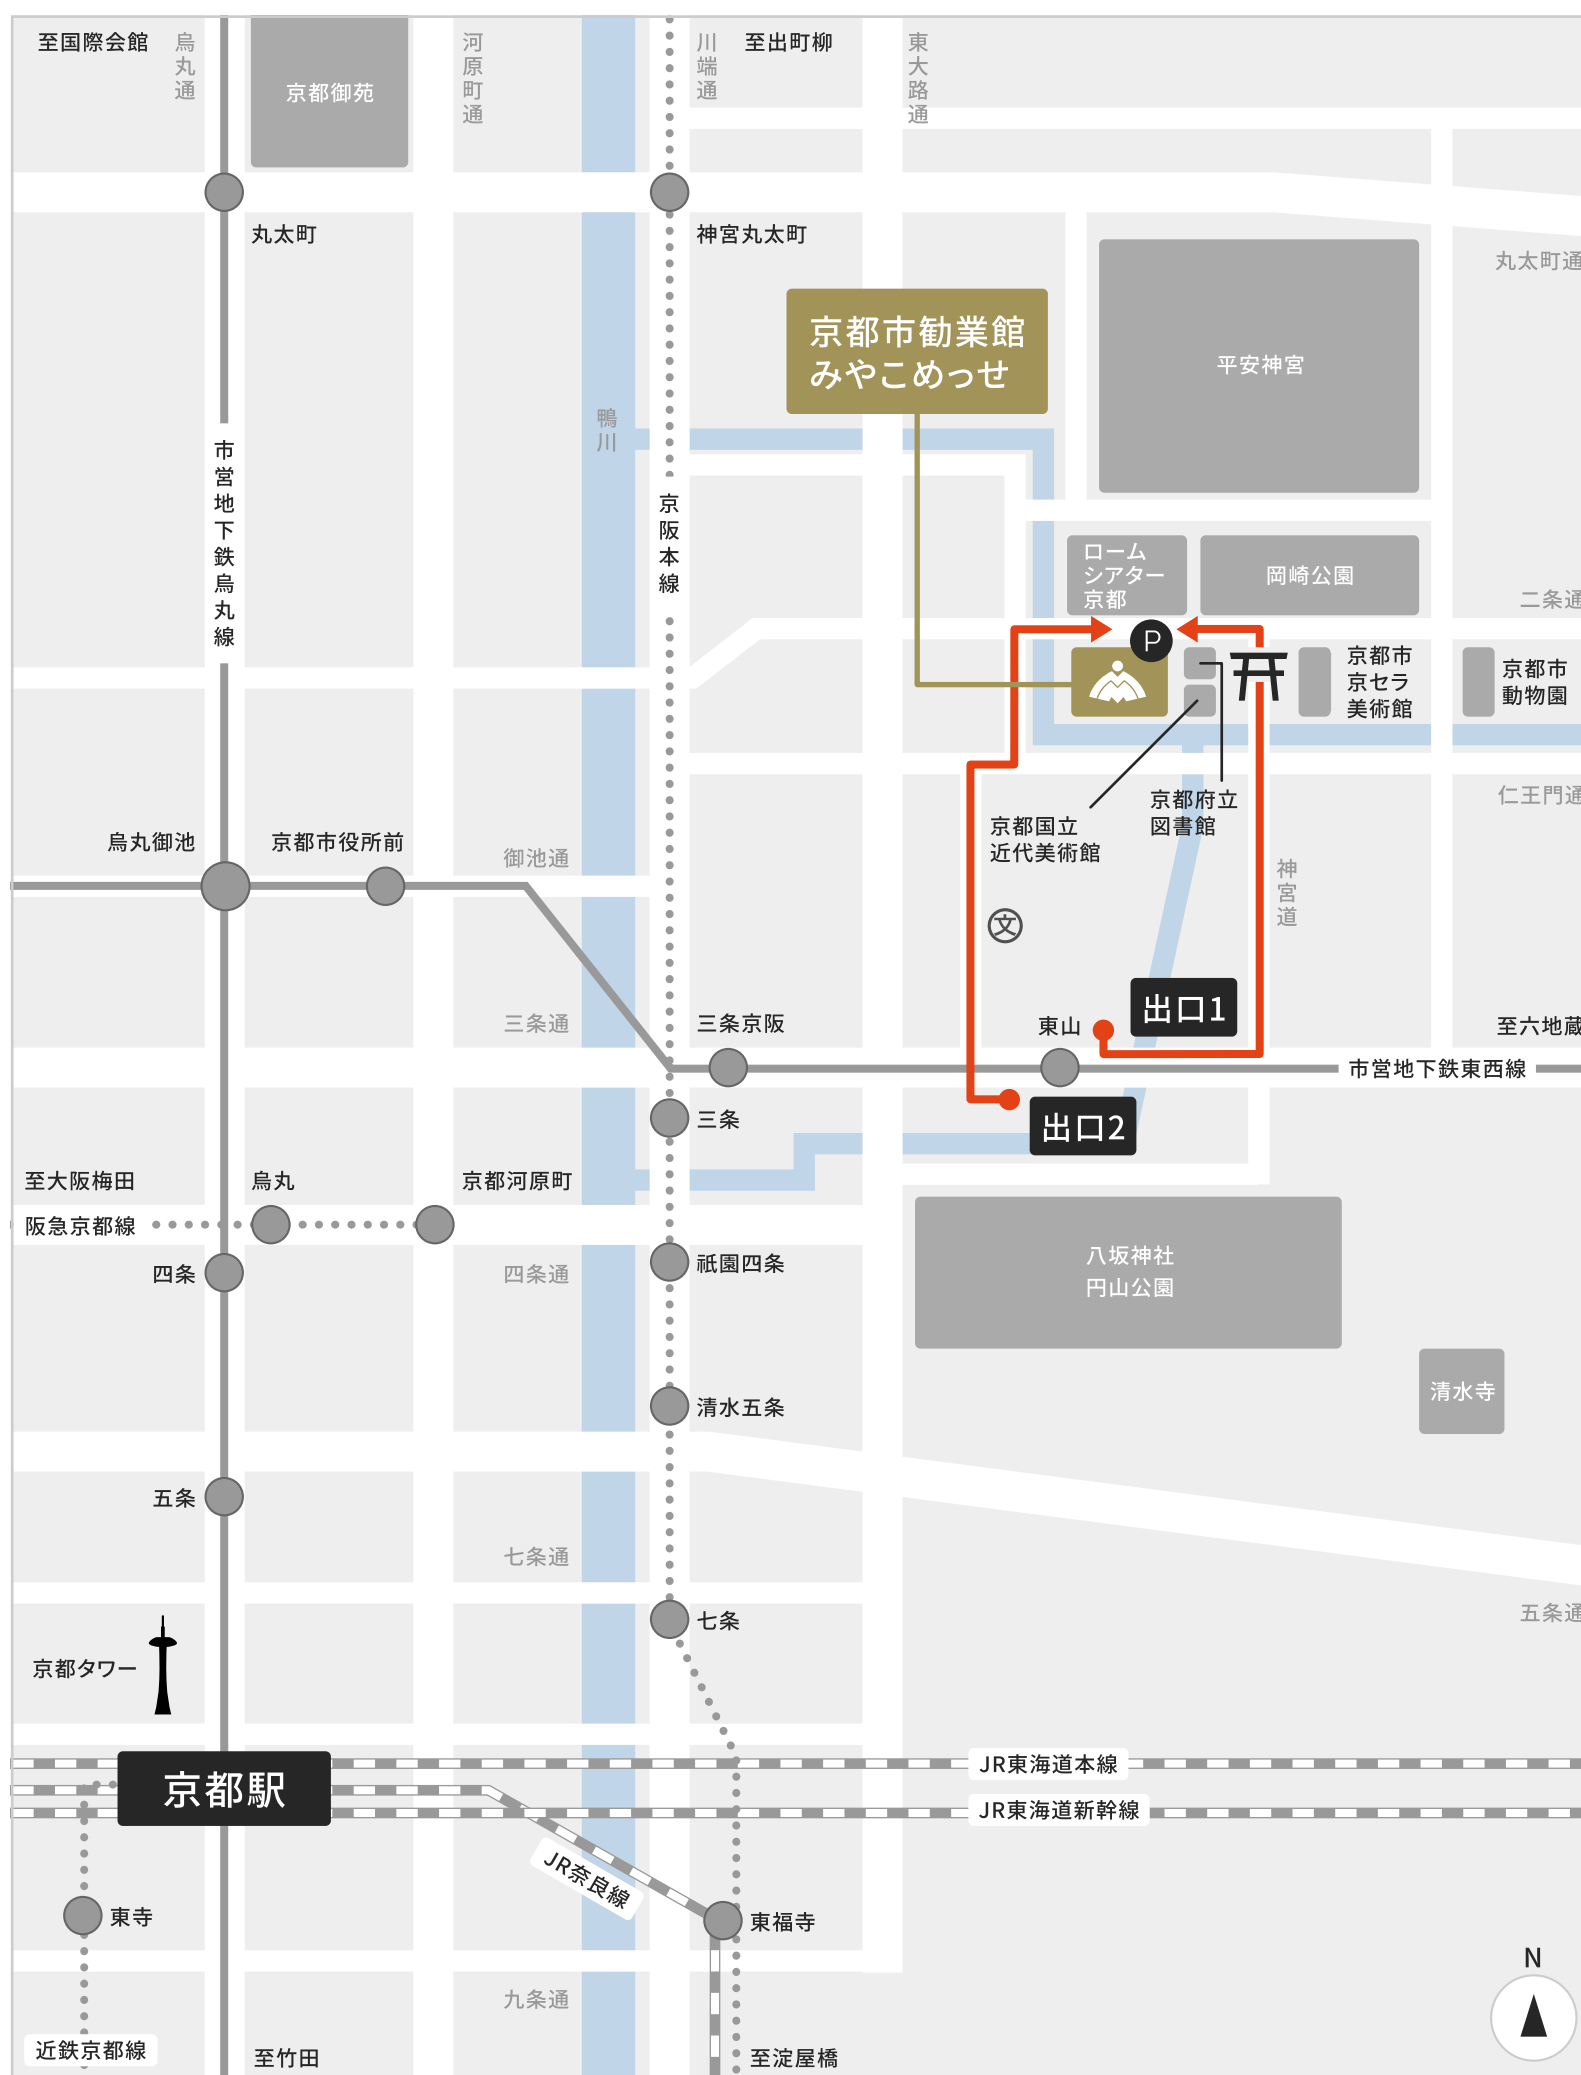 至国際会館
烏丸通
京都御苑
河原町通
川端通
至出町柳
東大路通
丸太町
神宮丸太町
丸太町通
京都市勧業館
みやこめっせ
平安神宮
鴨川
市営地下鉄烏丸線
京阪本線
ローム
シアター
京都
岡崎公園
二条通
P
京都市
京セラ
美術館
京都市
動物園
京都府立
図書館
京都国立
近代美術館
仁王門通
烏丸御池
京都市役所前
御池通
神宮道
文
出口1
三条通
三条京阪
東山
至六地蔵
市営地下鉄東西線
三条
出口2
至大阪梅田
烏丸
京都河原町
阪急京都線
四条
四条通
祇園四条
八坂神社
円山公園
清水寺
清水五条
五条
七条通
七条
五条通
京都タワー
京都駅
JR東海道本線
JR東海道新幹線
JR奈良線
東寺
東福寺
九条通
近鉄京都線
至竹田
至淀屋橋
N